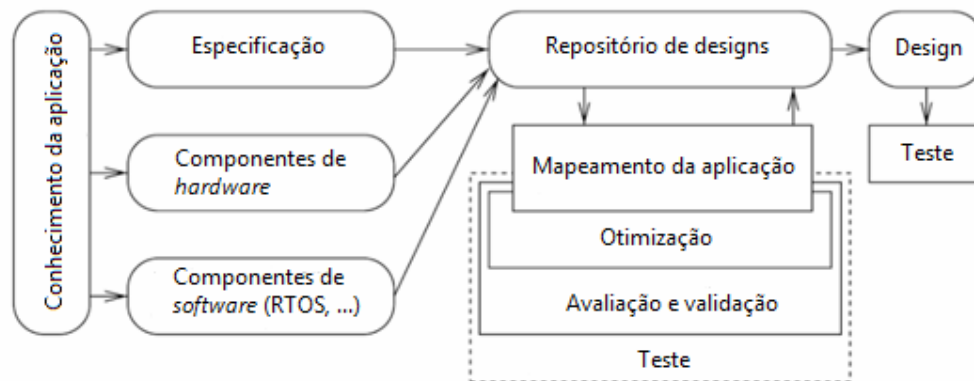 Conhecimento da aplicação
Especificação
Componentes de
hardware
Componentes de
software (RTOS, ...)
Repositório de designs
Mapeamento da aplicação
Otimização
Avaliação e validação
Teste
Design
Teste